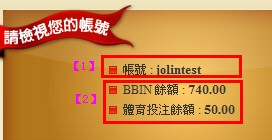 請檢視您的帳號
【1】 帳號 : jolintest
【2】 BBIN 餘額 : 740.00
體育投注餘額 : 50.00